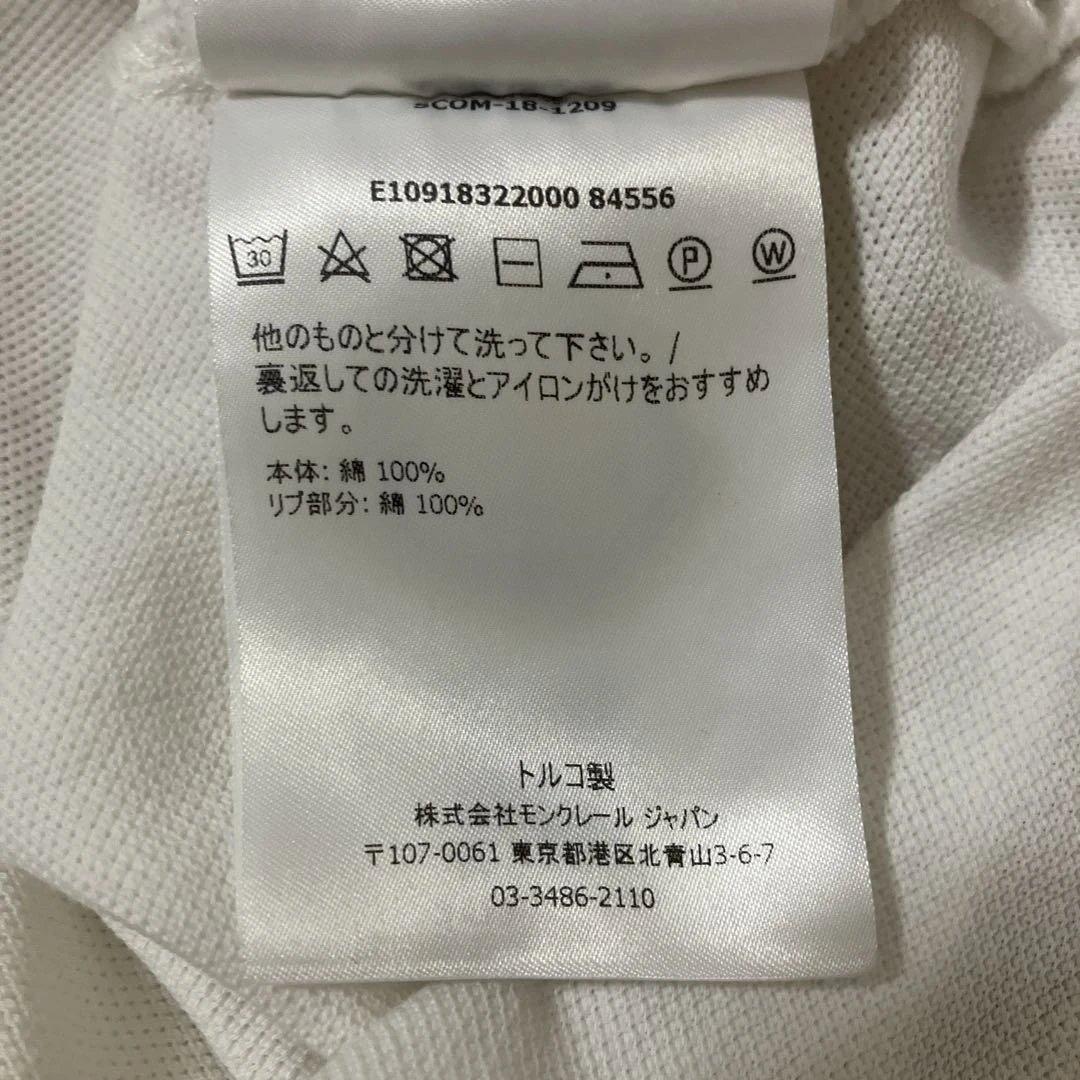 SCOM-18-1209
E10918322000 84556
30 P W
他のものと分けて洗って下さい。/
裏返しての洗濯とアイロンがけをおすすめ
します。
本体: 綿 100%
リブ部分: 綿 100%
トルコ製
株式会社モンクレール ジャパン
〒107-0061 東京都港区北青山3-6-7
03-3486-2110